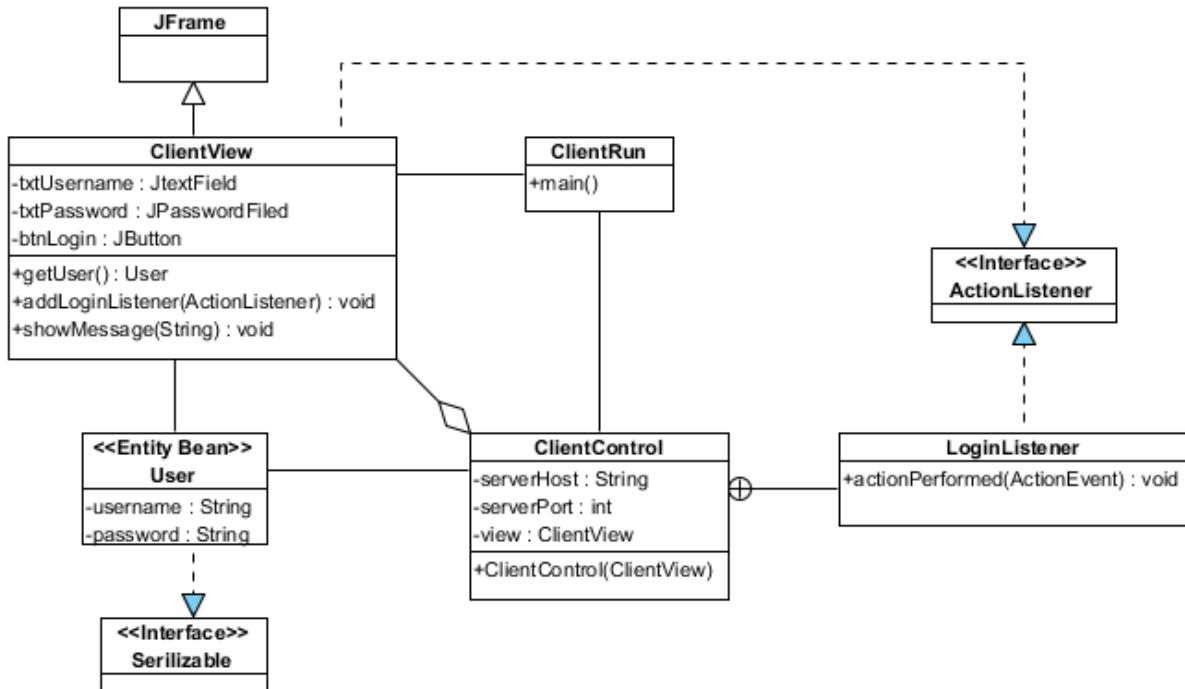 JFrame
ClientView
-txtUsername : JtextField
-txtPassword : JPasswordFiled
-btnLogin : JButton
+getUser() : User
+addLoginListener(ActionListener) : void
+showMessage(String) : void
ClientRun
+main()
<<Interface>>
ActionListener
<<Entity Bean>>
User
-username : String
-password : String
ClientControl
-serverHost : String
-serverPort : int
-view : ClientView
+ClientControl(ClientView)
LoginListener
+actionPerformed(ActionEvent) : void
<<Interface>>
Serilizable